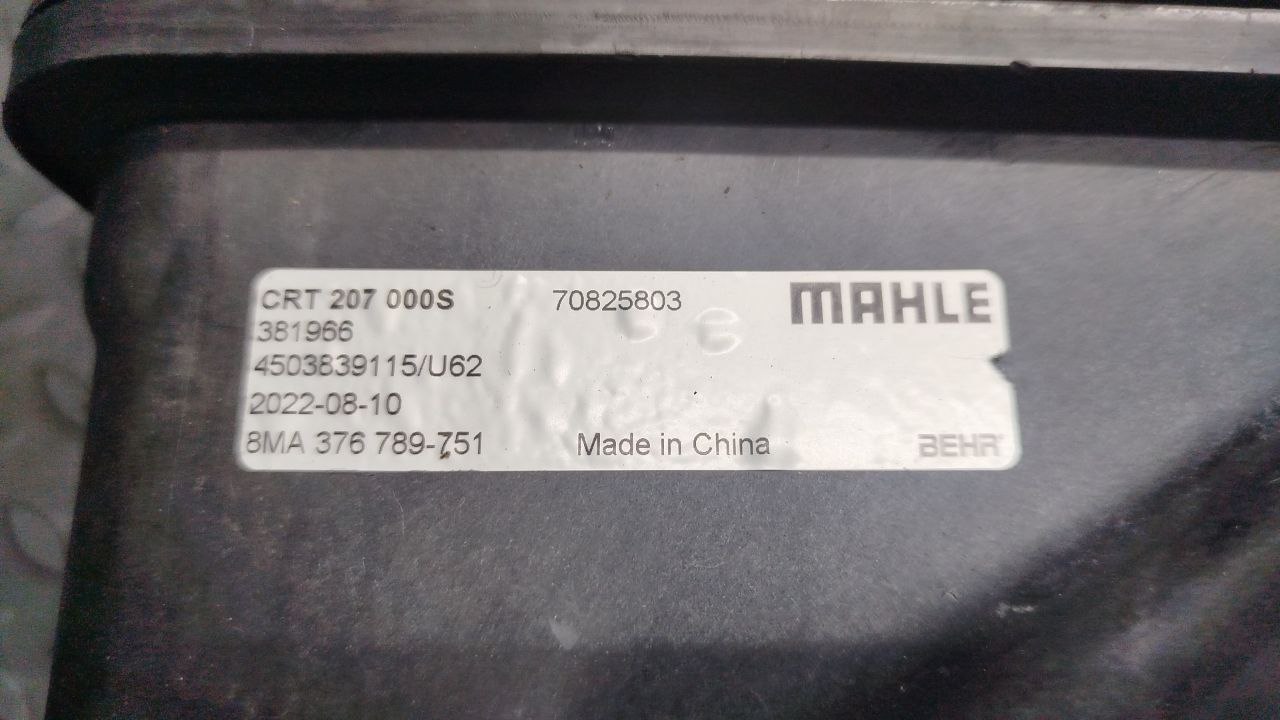 CRT 207 000S 70825803 MAHLE
381966
4503839115/U62
2022-08-10
8MA 376 789-751 Made in China BEHR®